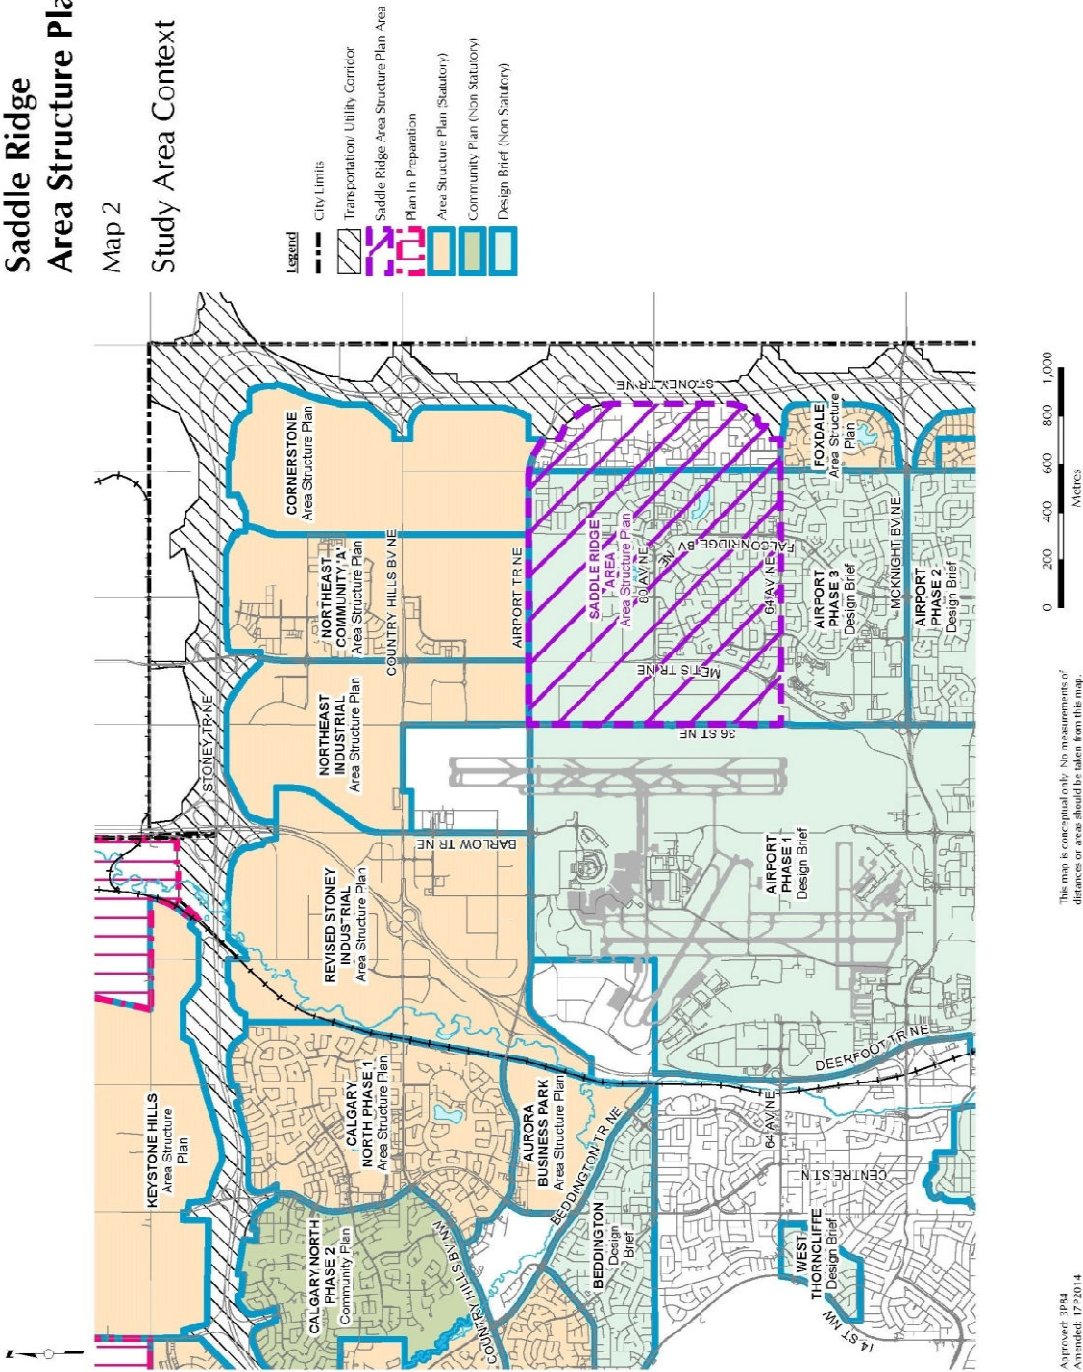 Saddle Ridge
Area Structure Pla
Map 2
Study Area Context
Legend
City Limits
Transportation/ Utility Corridor
Saddle Ridge Area Structure Plan Area
Plan In Preparation
Area Structure Plan (Statutory)
Community Plan (Non Statutory)
Design Brief (Non Statutory)
KEYSTONE HILLS
Area Structure
Plan
CALGARY NORTH
PHASE 2
Community Plan
CALGARY
NORTH PHASE 1
Area Structure Plan
REVISED STONEY
INDUSTRIAL
Area Structure Plan
NORTHEAST
INDUSTRIAL
Area Structure Plan
NORTHEAST
COMMUNITY 'A'
Area Structure Plan
CORNERSTONE
Area Structure Plan
STONEY TR NE
COUNTRY HILLS BV NE
COUNTRY HILLS BV NW
BARLOW TR NE
AIRPORT TR NE
AURORA
BUSINESS PARK
Area Structure Plan
BEDDINGTON TR NE
BEDDINGTON
Design
Brief
SADDLE RIDGE
AREA
Area Structure Plan
STONEY TR NE
80 AV NE
NE
FALCONRIDGE BV
METIS TR NE
36 ST NE
64 AV NE
64 AV NE
AIRPORT
PHASE 1
Design Brief
AIRPORT
PHASE 3
Design Brief
FOXDALE
Area Structure
Plan
MCKNIGHT BV NE
AIRPORT
PHASE 2
Design Brief
DEERFOOT TR NE
CENTRE ST N
WEST
THORNCLIFFE
Design Brief
14 ST NW
0 200 400 600 800 1,000
Metres
This map is conceptual only. No measurements of
distances or areas should be taken from this map.
Approved: 3P84
Amended: 17P2014